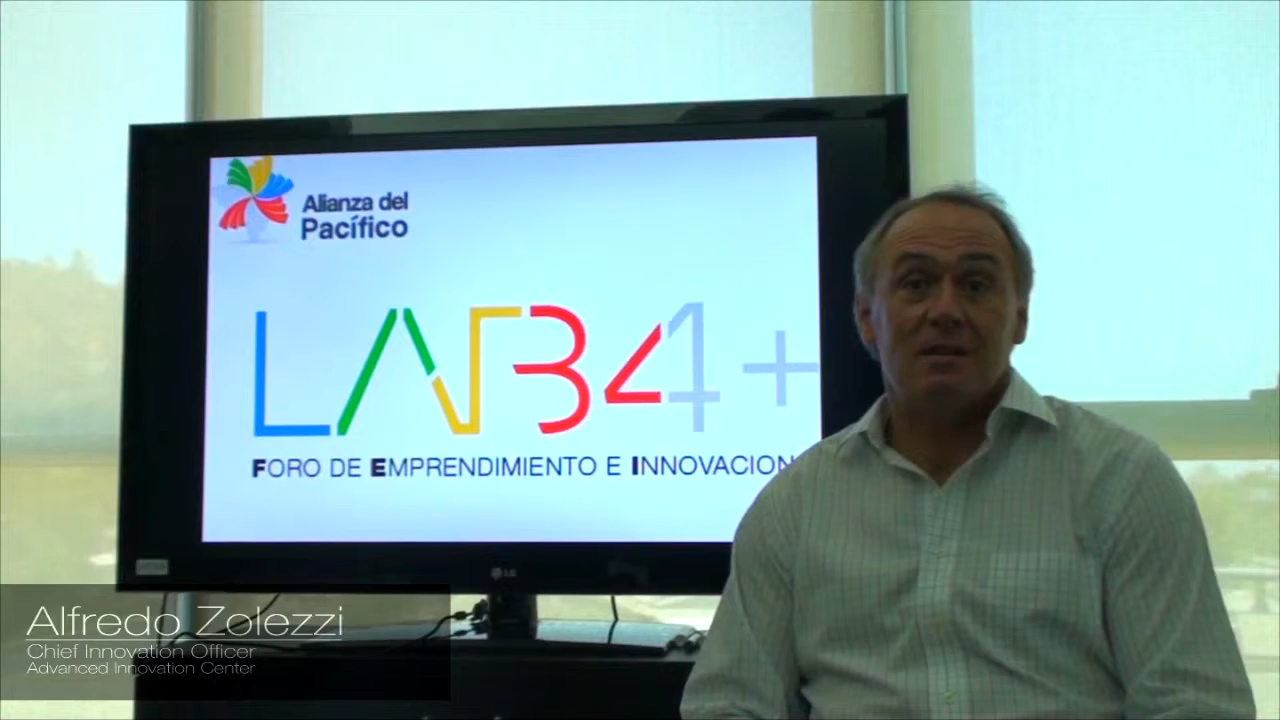 Alianza del
Pacífico
LAB4+
FORO DE EMPRENDIMIENTO E INNOVACION
LG
Alfredo Zolezzi
Chief Innovation Officer
Advanced Innovation Center